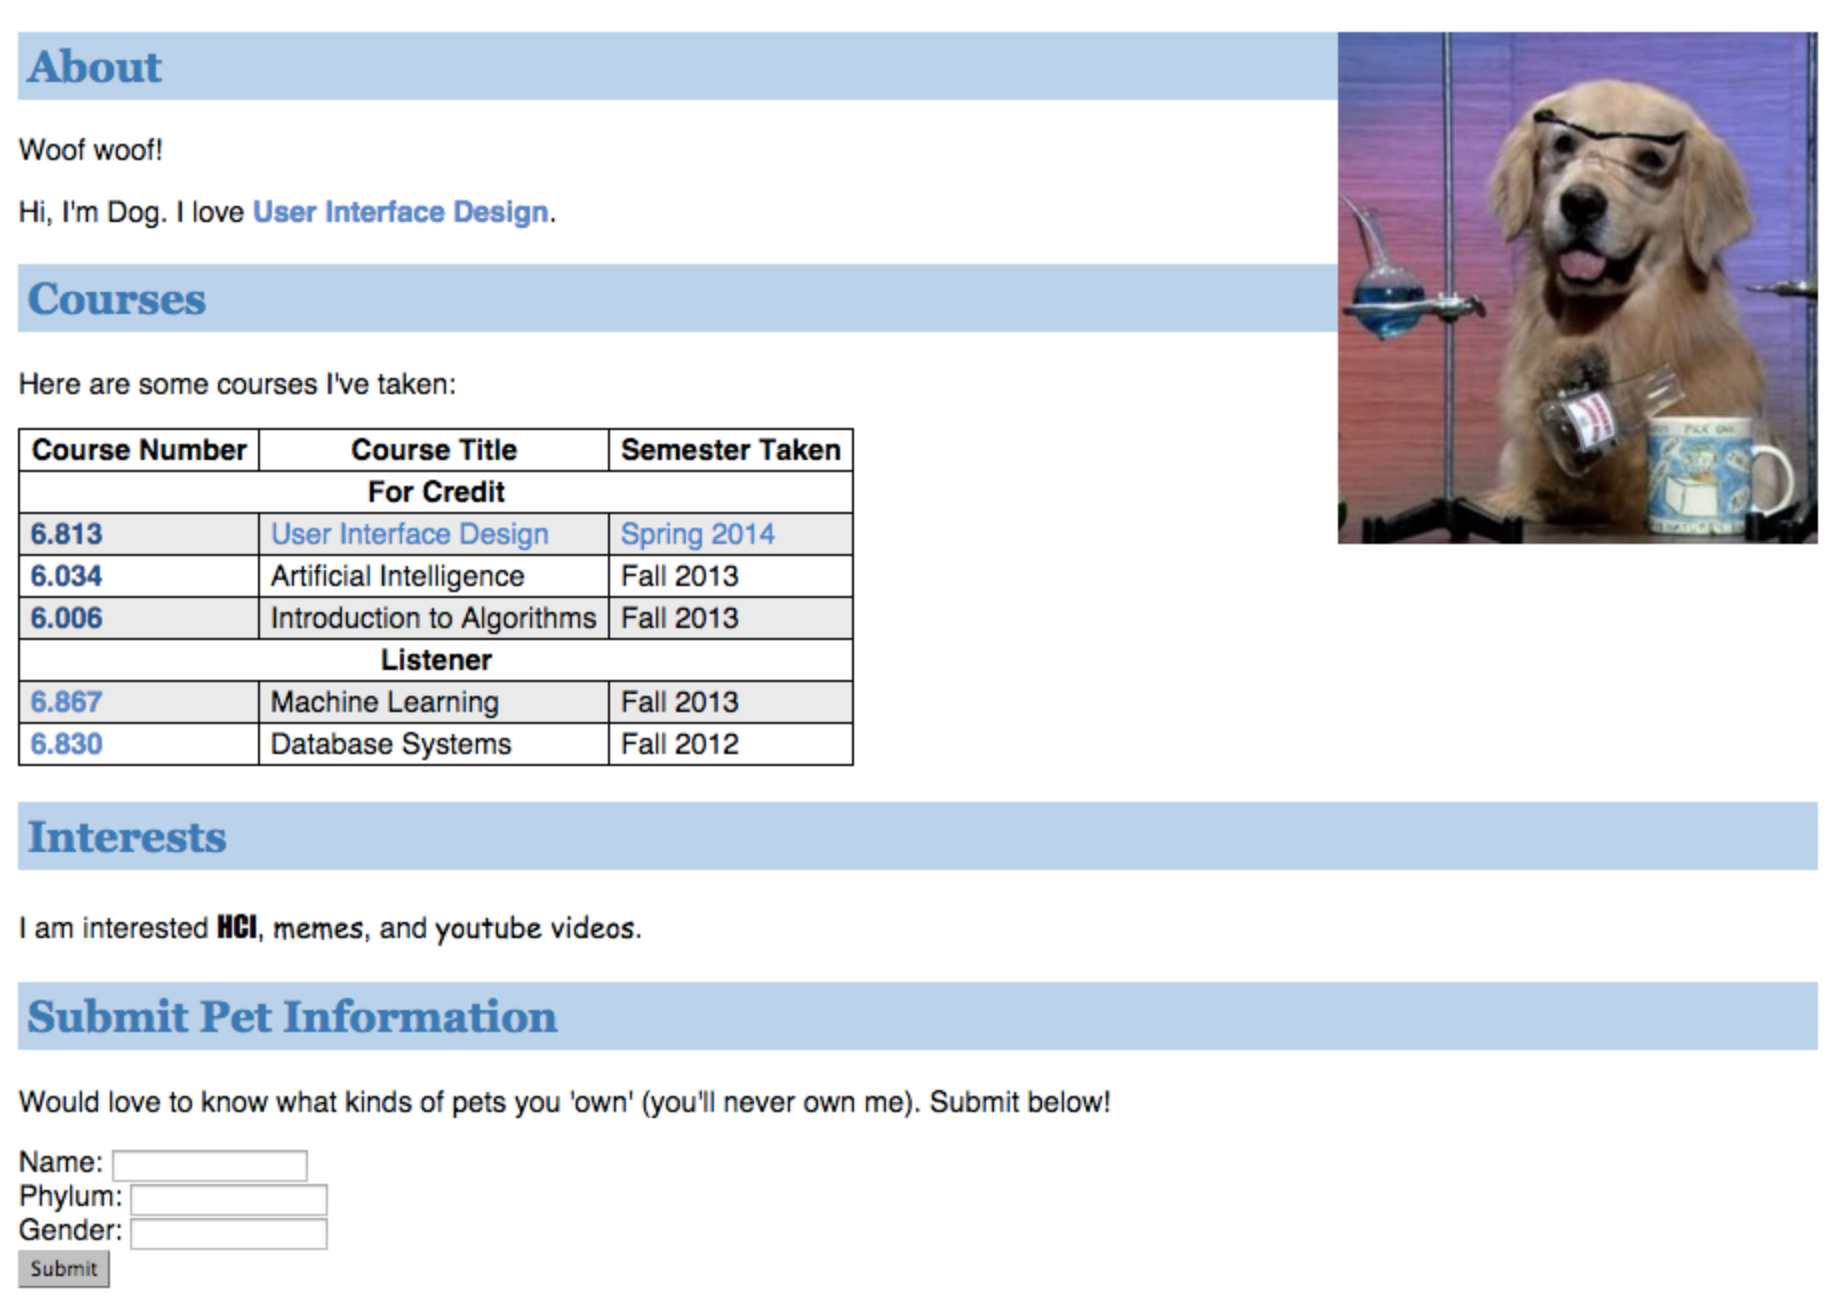 About
Woof woof!
Hi, I'm Dog. I love User Interface Design.
Courses
Here are some courses I've taken:
Course Number Course Title Semester Taken
For Credit
6.813 User Interface Design Spring 2014
6.034 Artificial Intelligence Fall 2013
6.006 Introduction to Algorithms Fall 2013
Listener
6.867 Machine Learning Fall 2013
6.830 Database Systems Fall 2012
PICK ONE
Interests
I am interested HCI, memes, and youtube videos.
Submit Pet Information
Would love to know what kinds of pets you 'own' (you'll never own me). Submit below!
Name:
Phylum:
Gender:
Submit